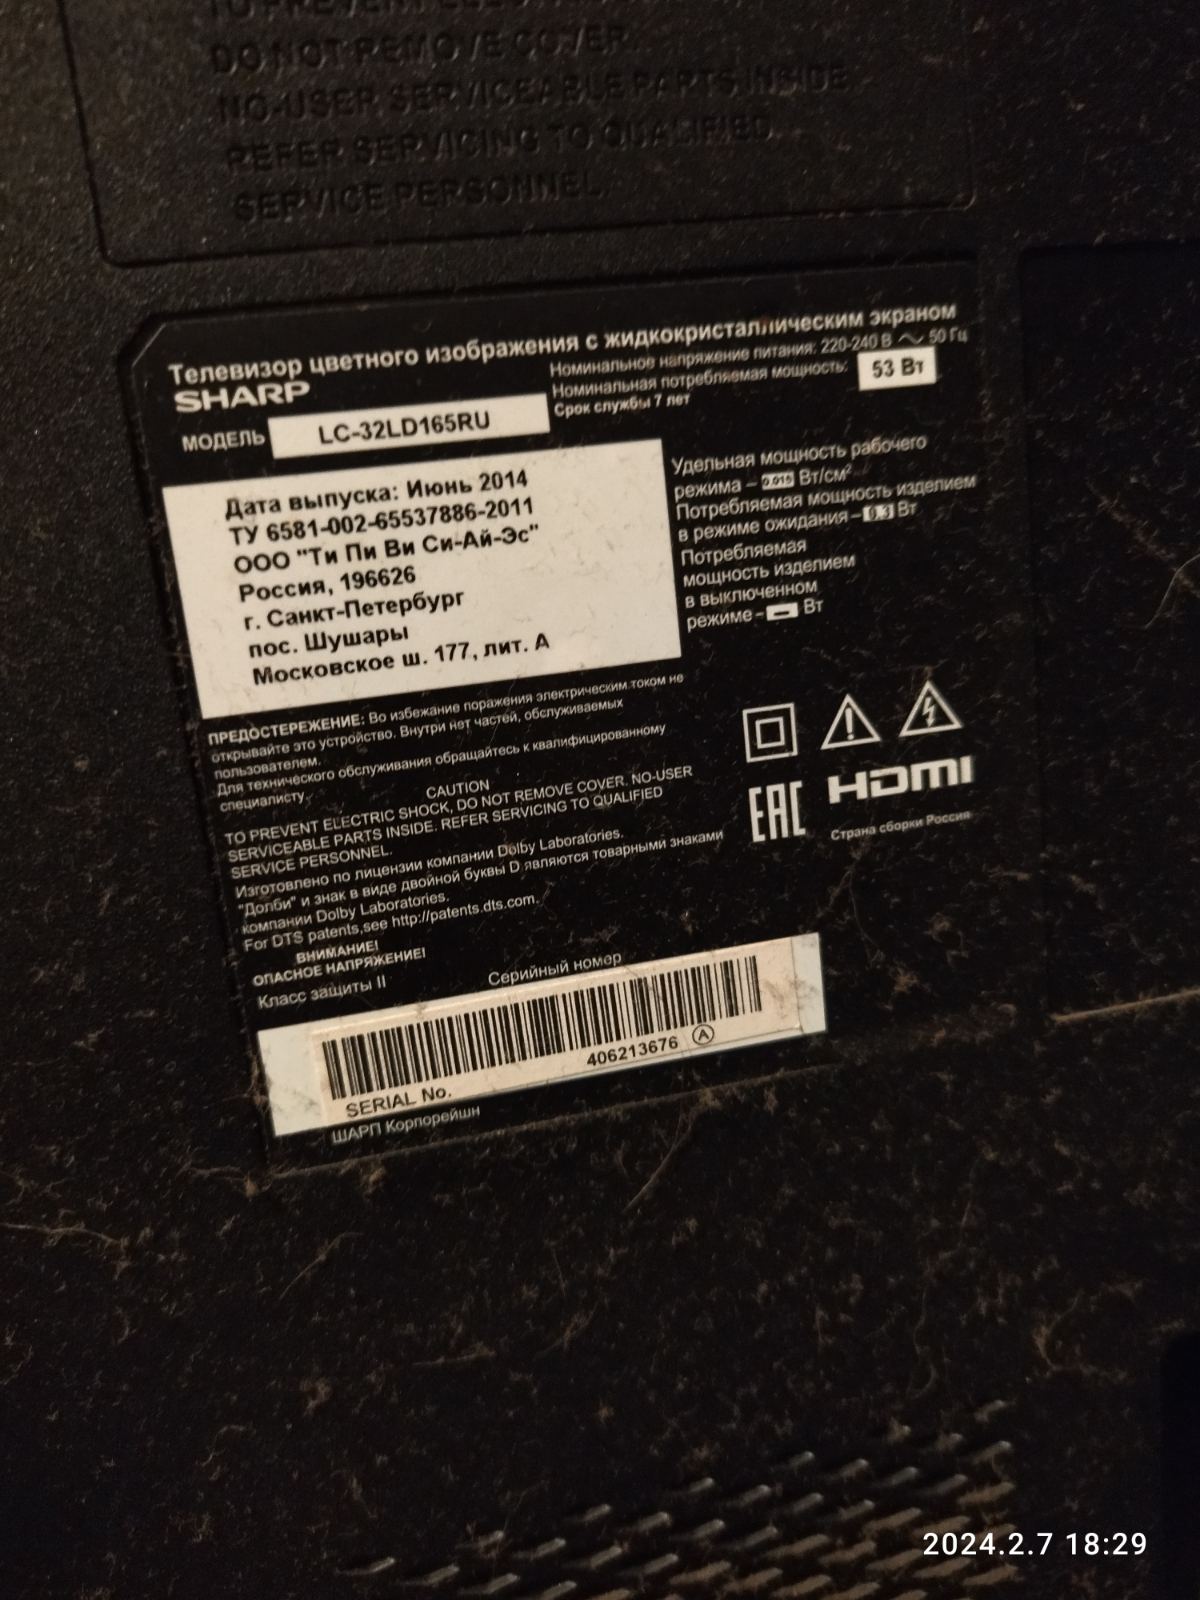 TO PREVENT ELECTRIC
DO NOT REMOVE COVER.
NO-USER SERVICEABLE PARTS INSIDE
REFER SERVICING TO QUALIFIED
SERVICE PERSONNEL
Телевизор цветного изображения с жидкокристаллическим экраном
SHARP
Номинальное напряжение питания: 220-240 В ~ 50 Гц
Номинальная потребляемая мощность: 53 Вт
Срок службы 7 лет
МОДЕЛЬ LC-32LD165RU
Дата выпуска: Июнь 2014
ТУ 6581-002-65537886-2011
ООО "Ти Пи Ви Си-Ай-Эс"
Россия, 196626
г. Санкт-Петербург
пос. Шушары
Московское ш. 177, лит. А
Удельная мощность рабочего
режима – 0.015 Вт/см²
Потребляемая мощность изделием
в режиме ожидания – 0.3 Вт
Потребляемая
мощность изделием
в выключенном
режиме – – Вт
ПРЕДОСТЕРЕЖЕНИЕ: Во избежание поражения электрическим током не
открывайте это устройство. Внутри нет частей, обслуживаемых
пользователем.
Для технического обслуживания обращайтесь к квалифицированному
специалисту.
CAUTION
TO PREVENT ELECTRIC SHOCK, DO NOT REMOVE COVER. NO-USER
SERVICEABLE PARTS INSIDE. REFER SERVICING TO QUALIFIED
SERVICE PERSONNEL.
Изготовлено по лицензии компании Dolby Laboratories.
"Долби" и знак в виде двойной буквы D являются товарными знаками
компании Dolby Laboratories.
For DTS patents,see http://patents.dts.com.
ВНИМАНИЕ!
ОПАСНОЕ НАПРЯЖЕНИЕ!
Класс защиты II
EAC HDMI
Страна сборки Россия
Серийный номер
406213676 A
SERIAL No.
ШАРП Корпорейшн
2024.2.7 18:29